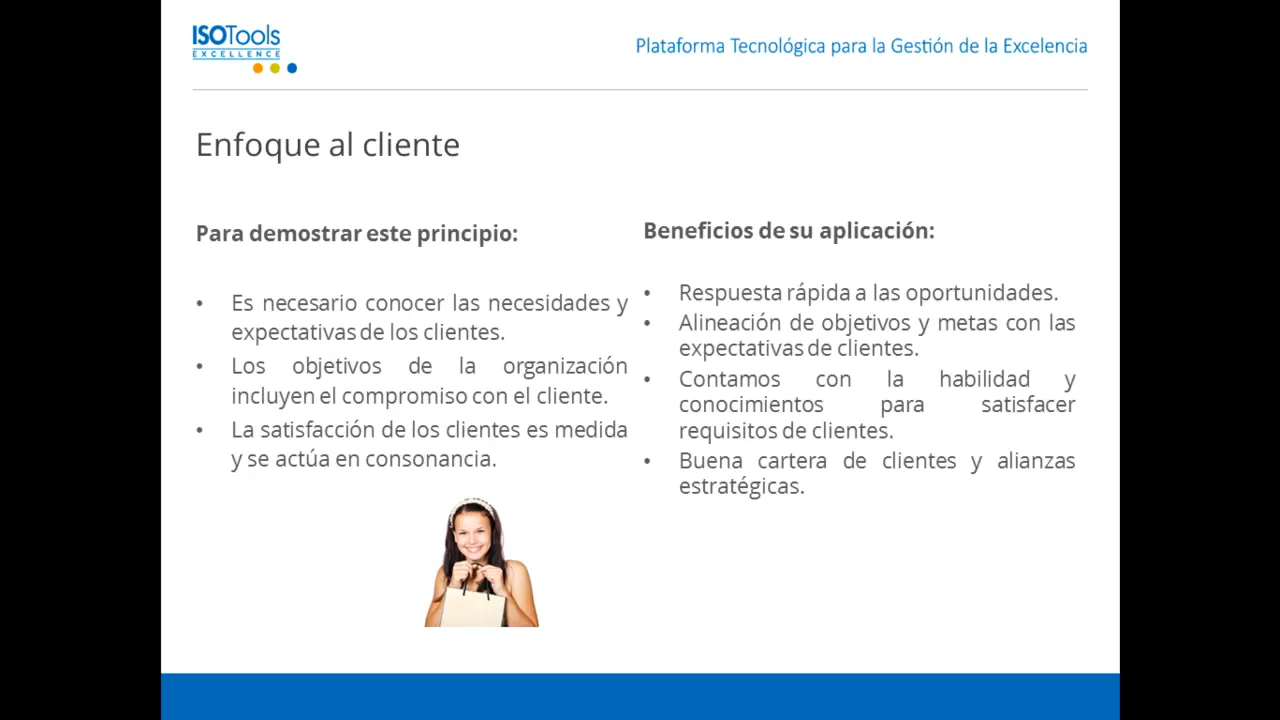 ISOTools
EXCELLENCE
Plataforma Tecnológica para la Gestión de la Excelencia
Enfoque al cliente
Para demostrar este principio:
• Es necesario conocer las necesidades y
expectativas de los clientes.
• Los objetivos de la organización
incluyen el compromiso con el cliente.
• La satisfacción de los clientes es medida
y se actúa en consonancia.
Beneficios de su aplicación:
• Respuesta rápida a las oportunidades.
• Alineación de objetivos y metas con las
expectativas de clientes.
• Contamos con la habilidad y
conocimientos para satisfacer
requisitos de clientes.
• Buena cartera de clientes y alianzas
estratégicas.